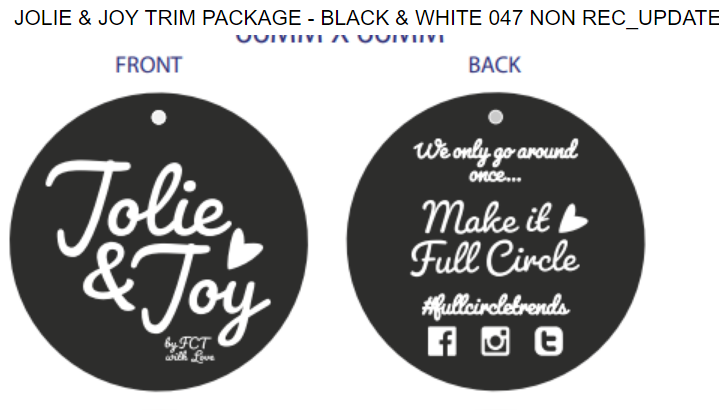 JOLIE & JOY TRIM PACKAGE - BLACK & WHITE 047 NON REC_UPDATE
FRONT
BACK
Jolie
& Joy
by FCT
with Love
We only go around
once...
Make it
Full Circle
#fullcircletrends